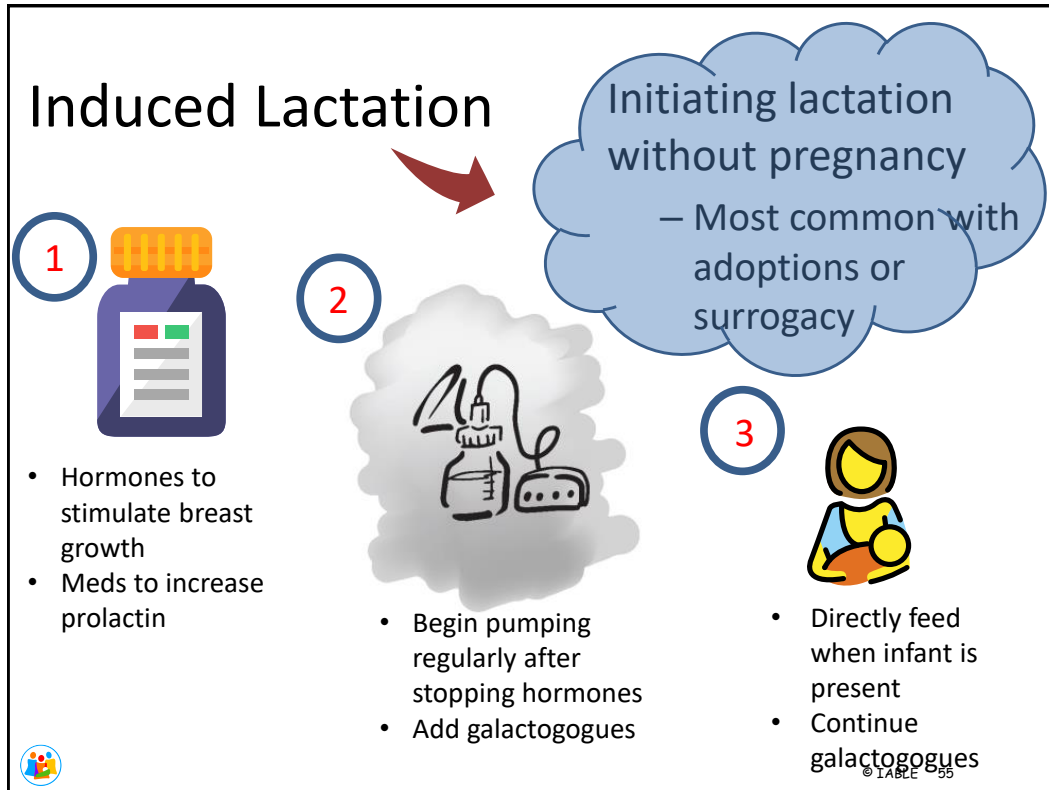 Induced Lactation
Initiating lactation
without pregnancy
– Most common with
adoptions or
surrogacy
1
• Hormones to
stimulate breast
growth
• Meds to increase
prolactin
2
• Begin pumping
regularly after
stopping hormones
• Add galactogogues
3
• Directly feed
when infant is
present
• Continue
galactogogues
© IABLE 55